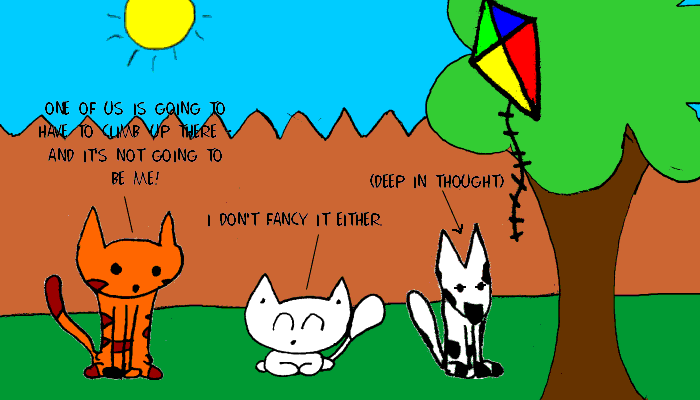 ONE OF US IS GOING TO
HAVE TO CLIMB UP THERE -
AND IT'S NOT GOING TO
BE ME!
I DON'T FANCY IT EITHER.
(DEEP IN THOUGHT)